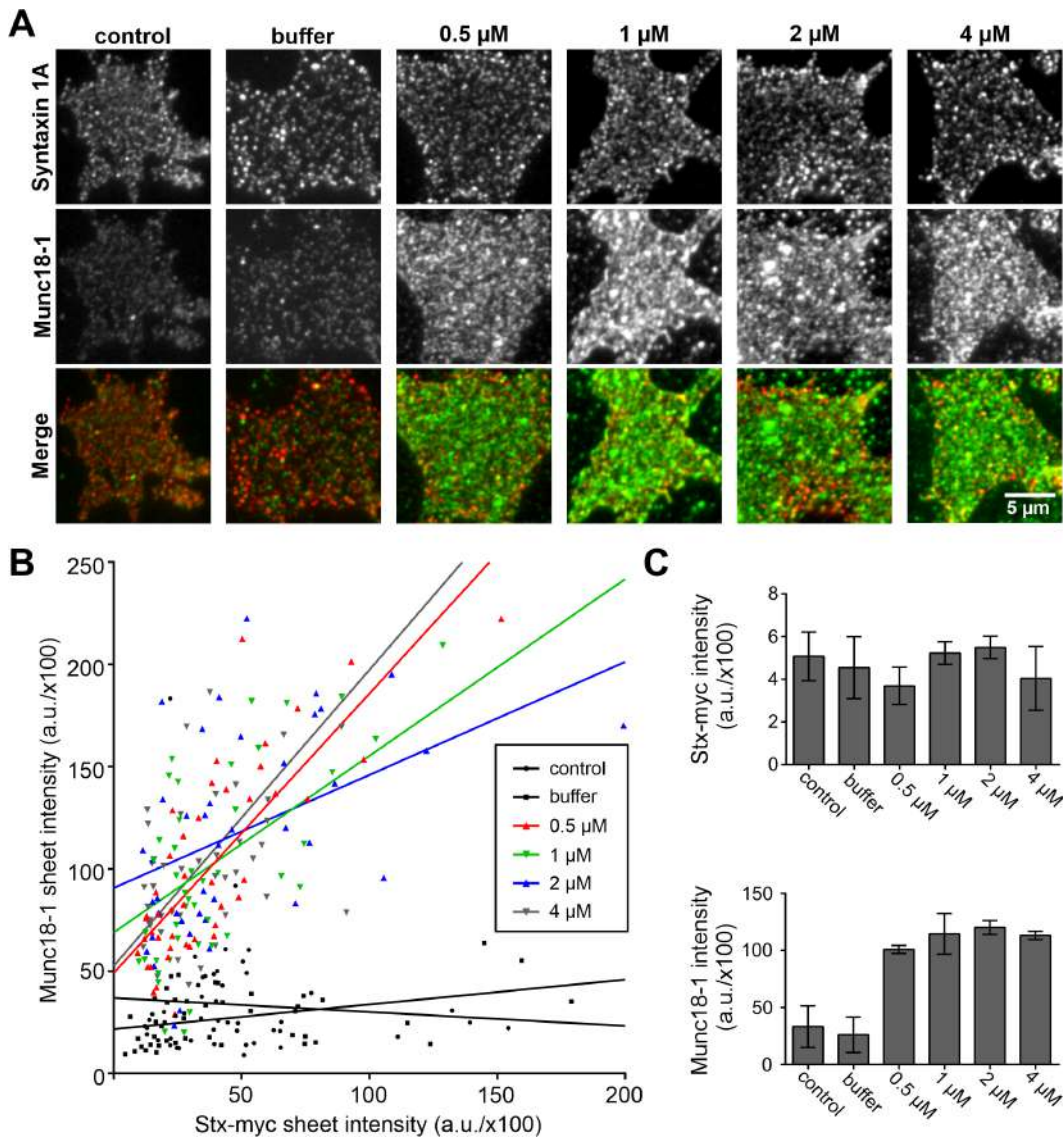 A
control buffer 0.5 µM 1 µM 2 µM 4 µM
Syntaxin 1A
Munc18-1
Merge
5 µm
B
Munc18-1 sheet intensity (a.u./x100)
250
200
150
100
50
0
0 50 100 150 200
Stx-myc sheet intensity (a.u./x100)
control
buffer
0.5 µM
1 µM
2 µM
4 µM
C
Stx-myc intensity
(a.u./x100)
8
6
4
2
0
control buffer 0.5 µM 1 µM 2 µM 4 µM
Munc18-1 intensity
(a.u./x100)
150
100
50
0
control buffer 0.5 µM 1 µM 2 µM 4 µM